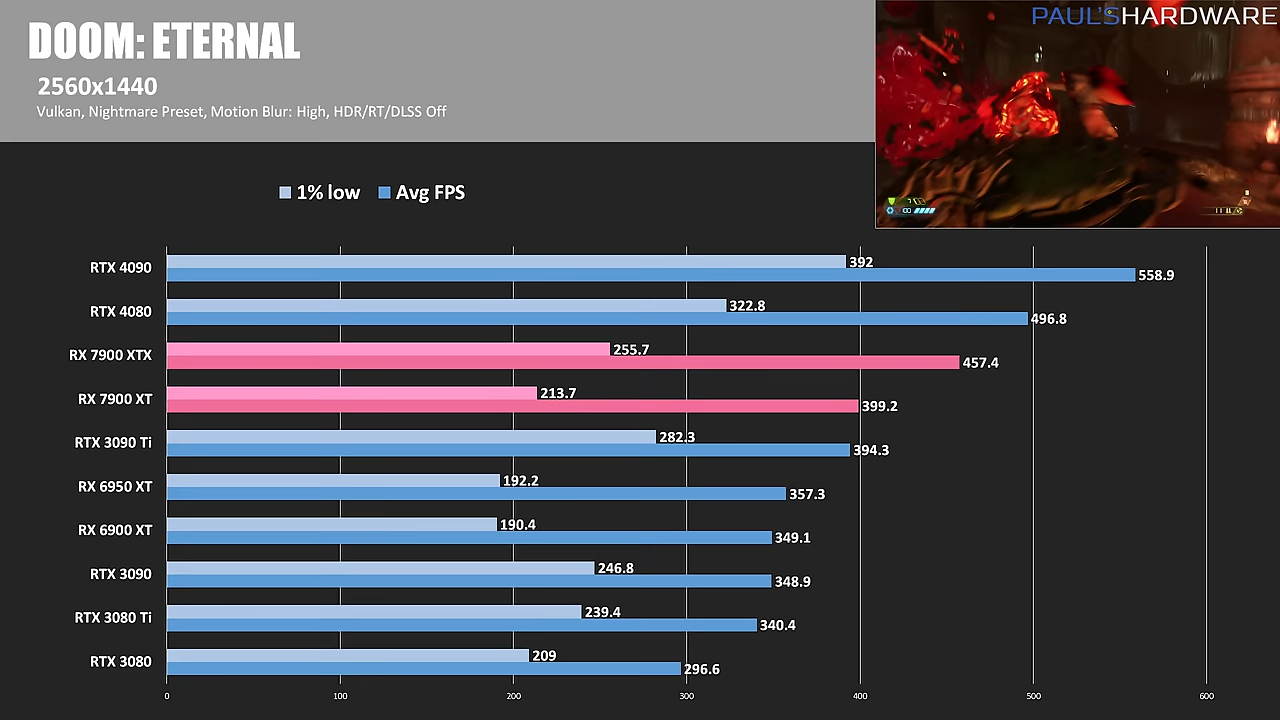 PAUL'SHARDWARE
DOOM: ETERNAL
2560x1440
Vulkan, Nightmare Preset, Motion Blur: High, HDR/RT/DLSS Off
1% low Avg FPS
RTX 4090 392 558.9
RTX 4080 322.8 496.8
RX 7900 XTX 255.7 457.4
RX 7900 XT 213.7 399.2
RTX 3090 Ti 282.3 394.3
RX 6950 XT 192.2 357.3
RX 6900 XT 190.4 349.1
RTX 3090 246.8 348.9
RTX 3080 Ti 239.4 340.4
RTX 3080 209 296.6
0 100 200 300 400 500 600